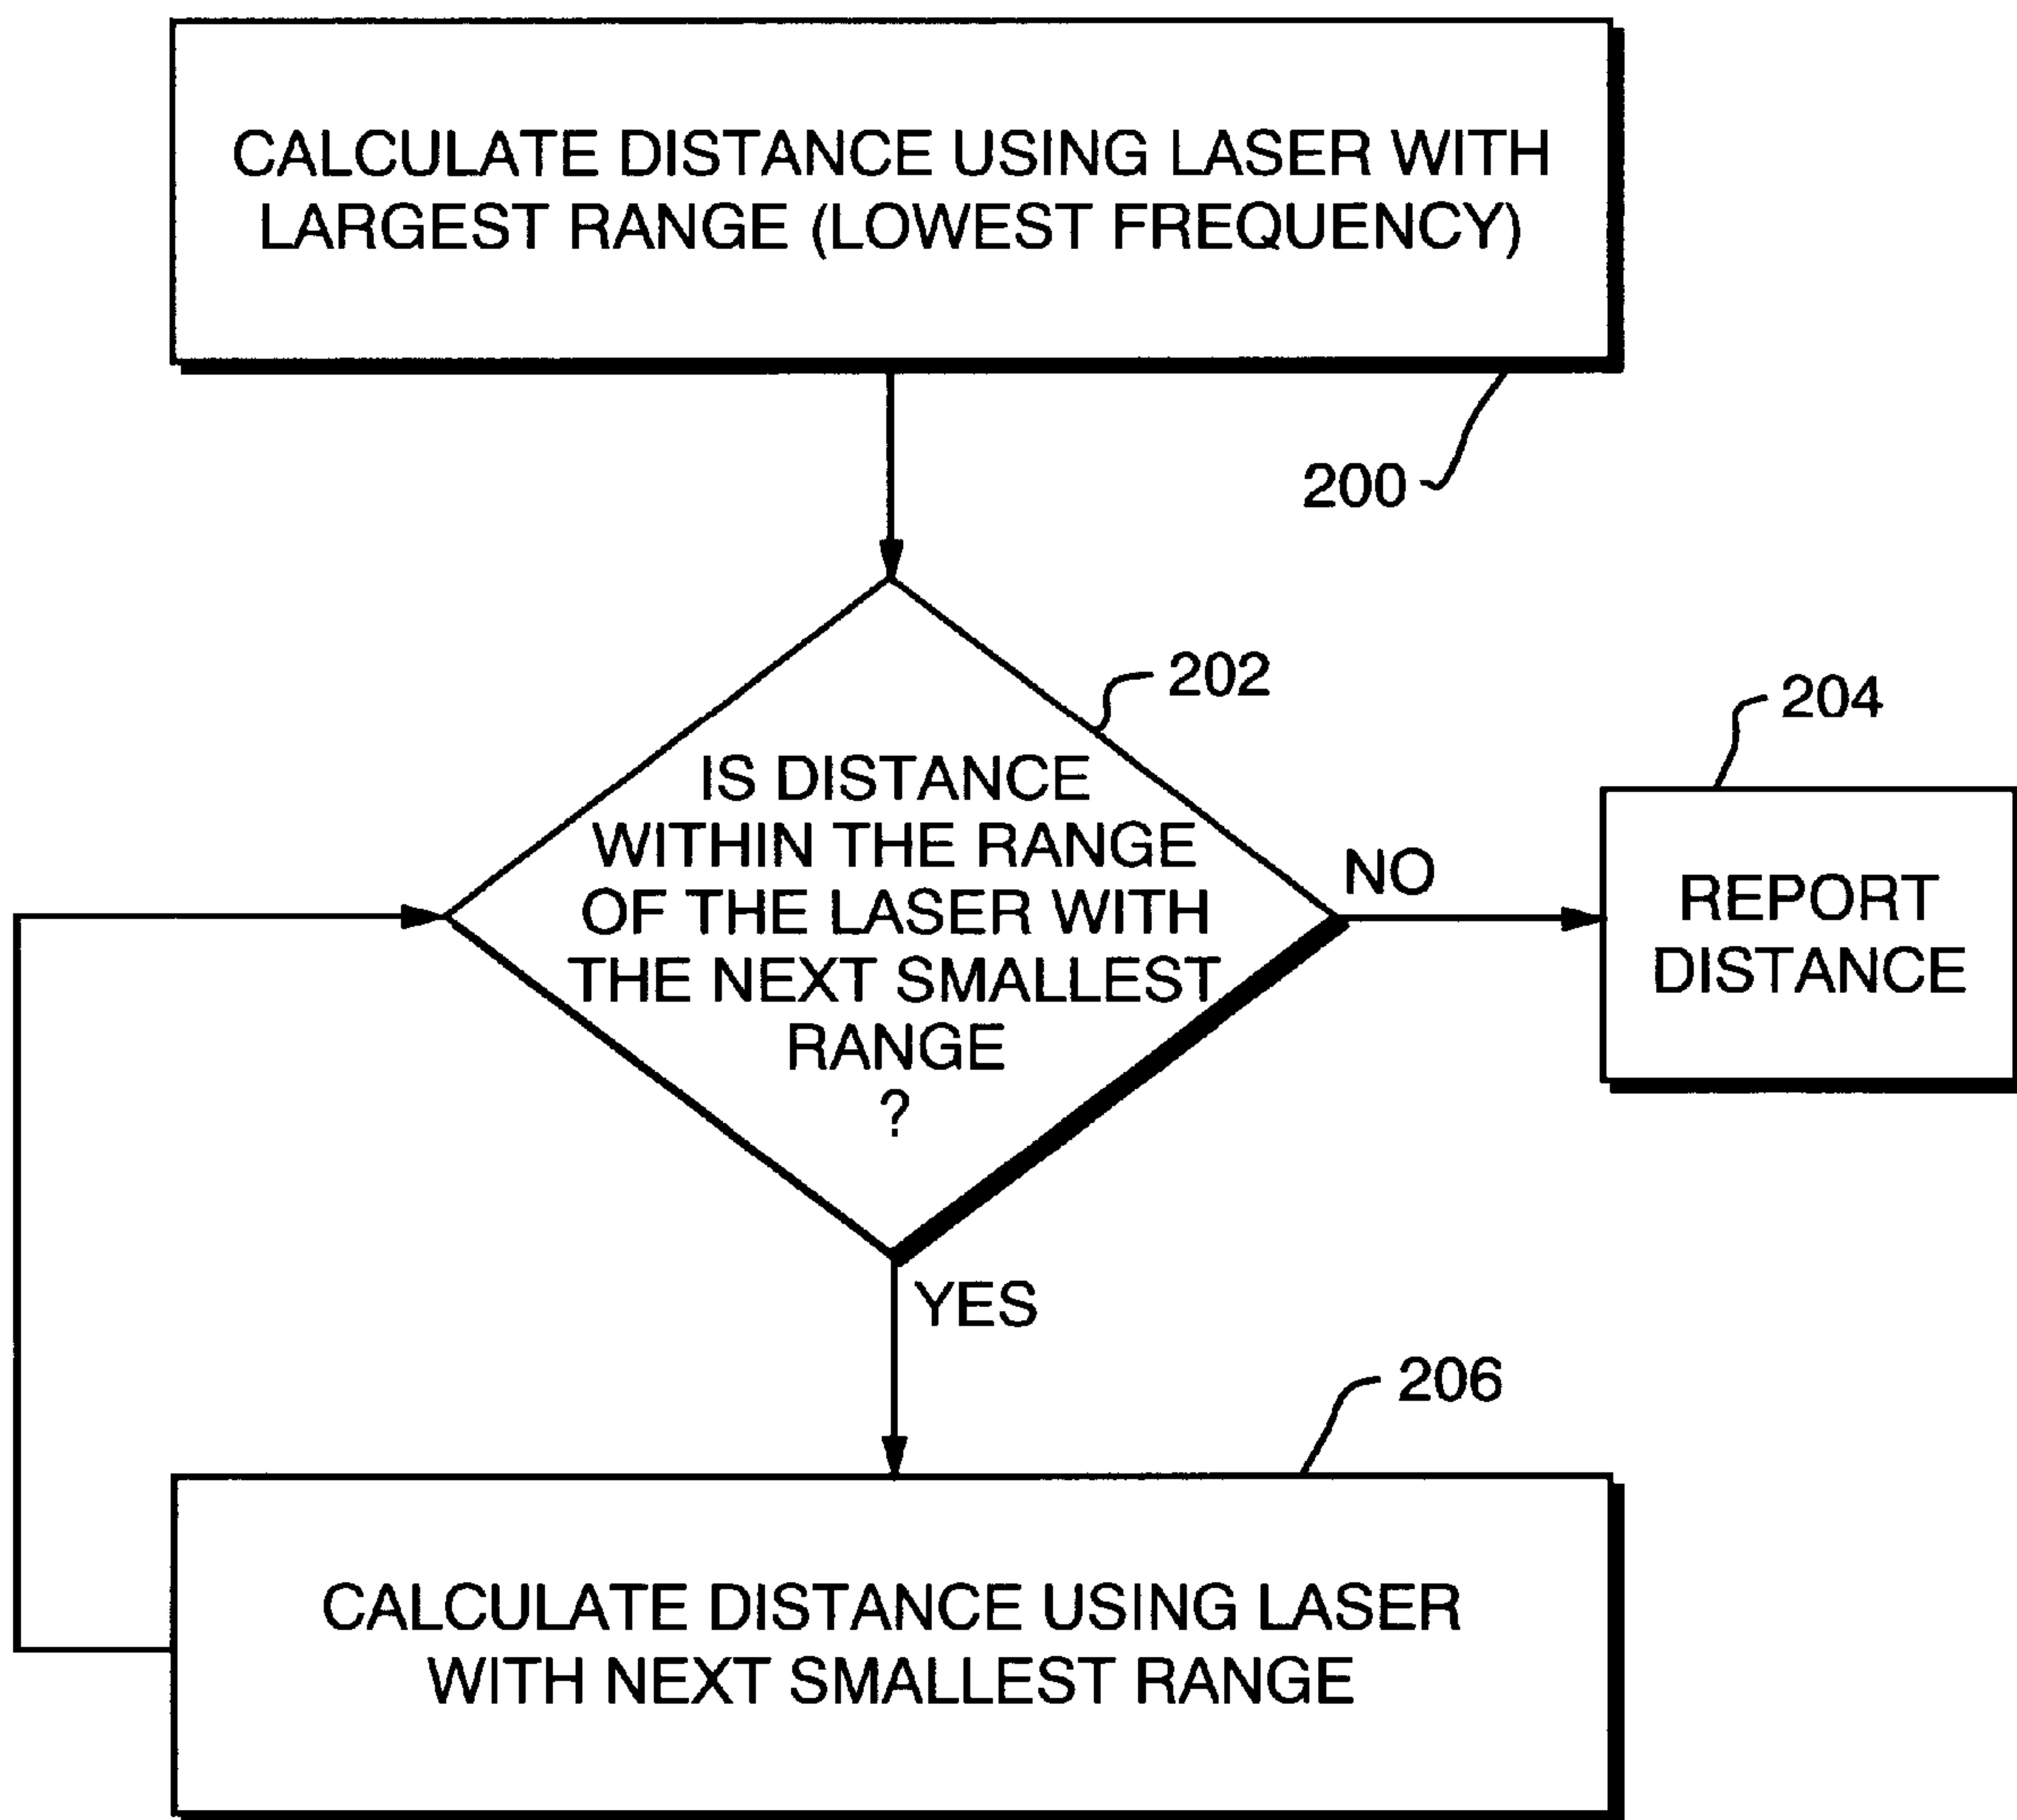 CALCULATE DISTANCE USING LASER WITH
LARGEST RANGE (LOWEST FREQUENCY)
200
202
IS DISTANCE
WITHIN THE RANGE
OF THE LASER WITH
THE NEXT SMALLEST
RANGE
?
NO
204
REPORT
DISTANCE
YES
206
CALCULATE DISTANCE USING LASER
WITH NEXT SMALLEST RANGE